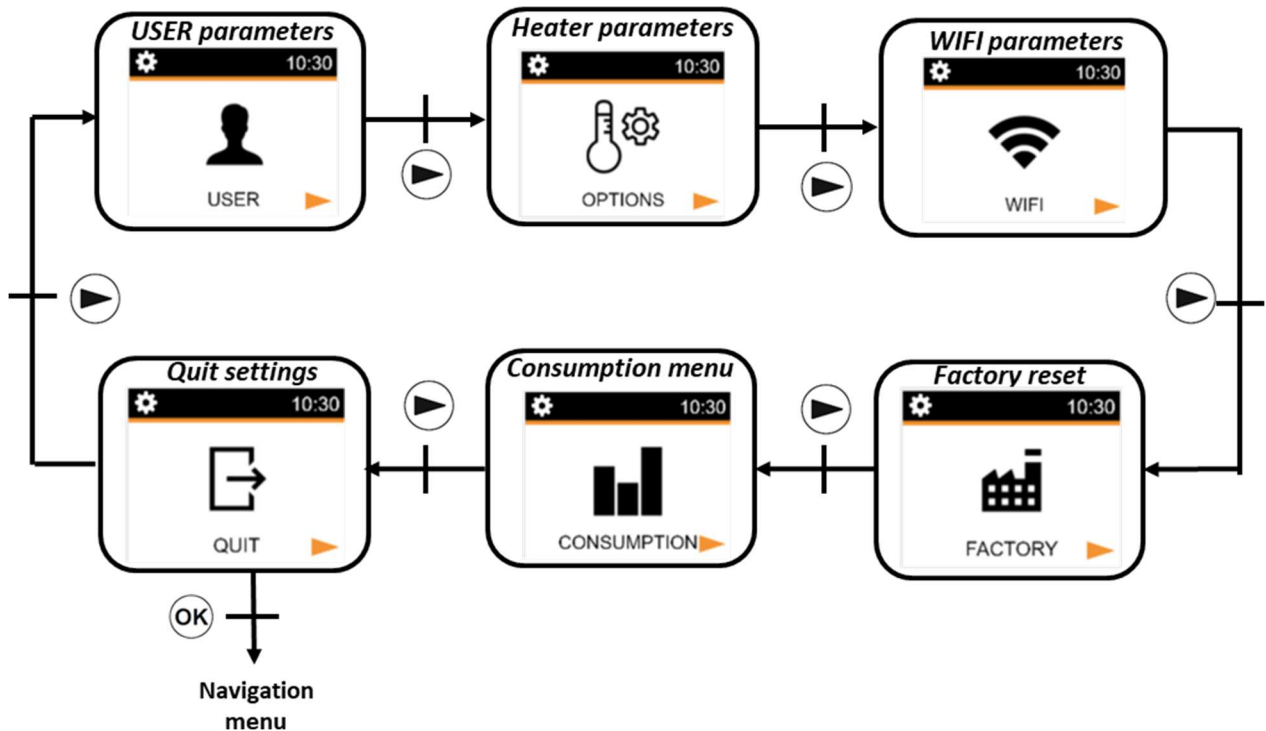 USER parameters
10:30
USER
Heater parameters
10:30
OPTIONS
WIFI parameters
10:30
WIFI
Quit settings
10:30
QUIT
Consumption menu
10:30
CONSUMPTION
Factory reset
10:30
FACTORY
OK
Navigation
menu